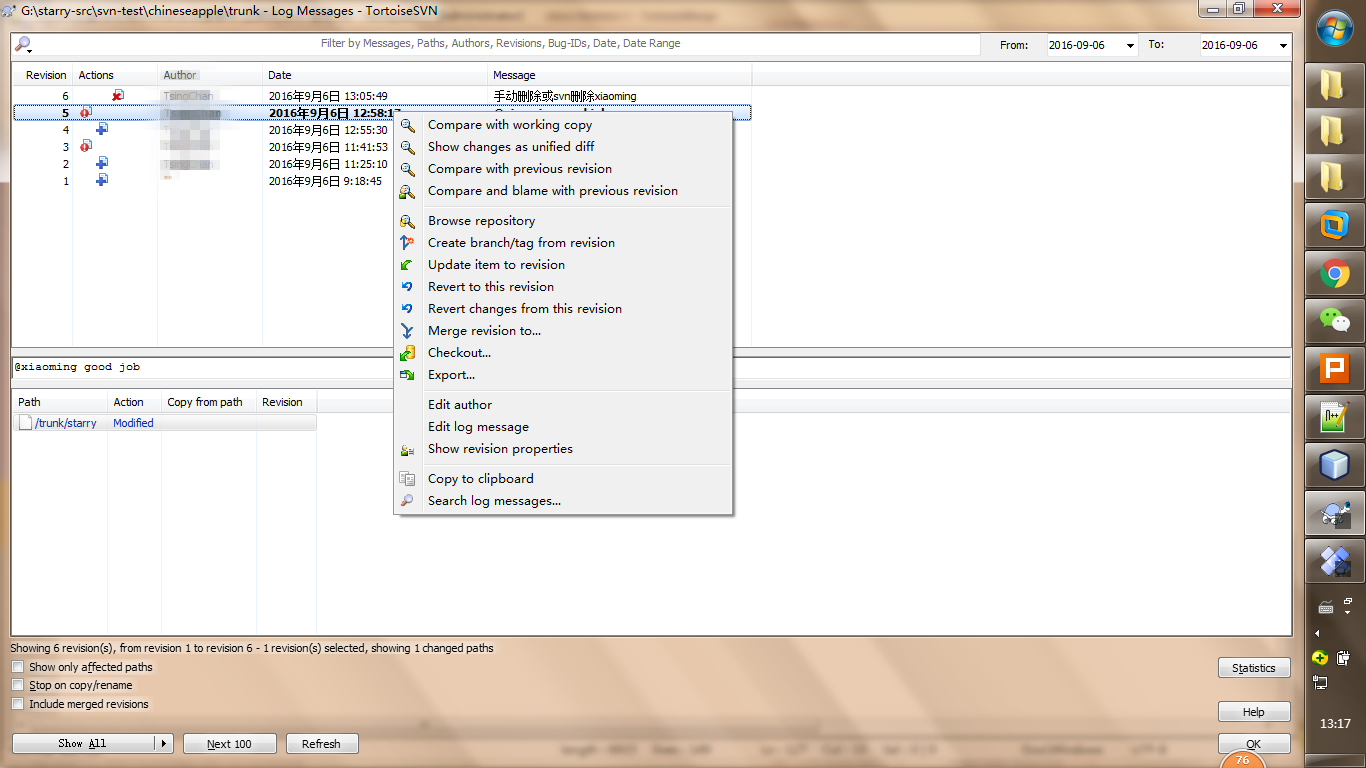 G:\starry-src\svn-test\chineseapple\trunk - Log Messages - TortoiseSVN
Filter by Messages, Paths, Authors, Revisions, Bug-IDs, Date, Date Range
From: 2016-09-06 To: 2016-09-06
Revision Actions Author Date Message
6 2016年9月6日 13:05:49 手动删除或svn删除xiaoming
5 2016年9月6日 12:58:1
4 2016年9月6日 12:55:30
3 2016年9月6日 11:41:53
2 2016年9月6日 11:25:10
1 2016年9月6日 9:18:45
Compare with working copy
Show changes as unified diff
Compare with previous revision
Compare and blame with previous revision
Browse repository
Create branch/tag from revision
Update item to revision
Revert to this revision
Revert changes from this revision
Merge revision to...
Checkout...
Export...
Edit author
Edit log message
Show revision properties
Copy to clipboard
Search log messages...
@xiaoming good job
Path Action Copy from path Revision
/trunk/starry Modified
Showing 6 revision(s), from revision 1 to revision 6 - 1 revision(s) selected, showing 1 changed paths
Show only affected paths
Stop on copy/rename
Include merged revisions
Statistics
Help
Show All Next 100 Refresh OK
13:17
76